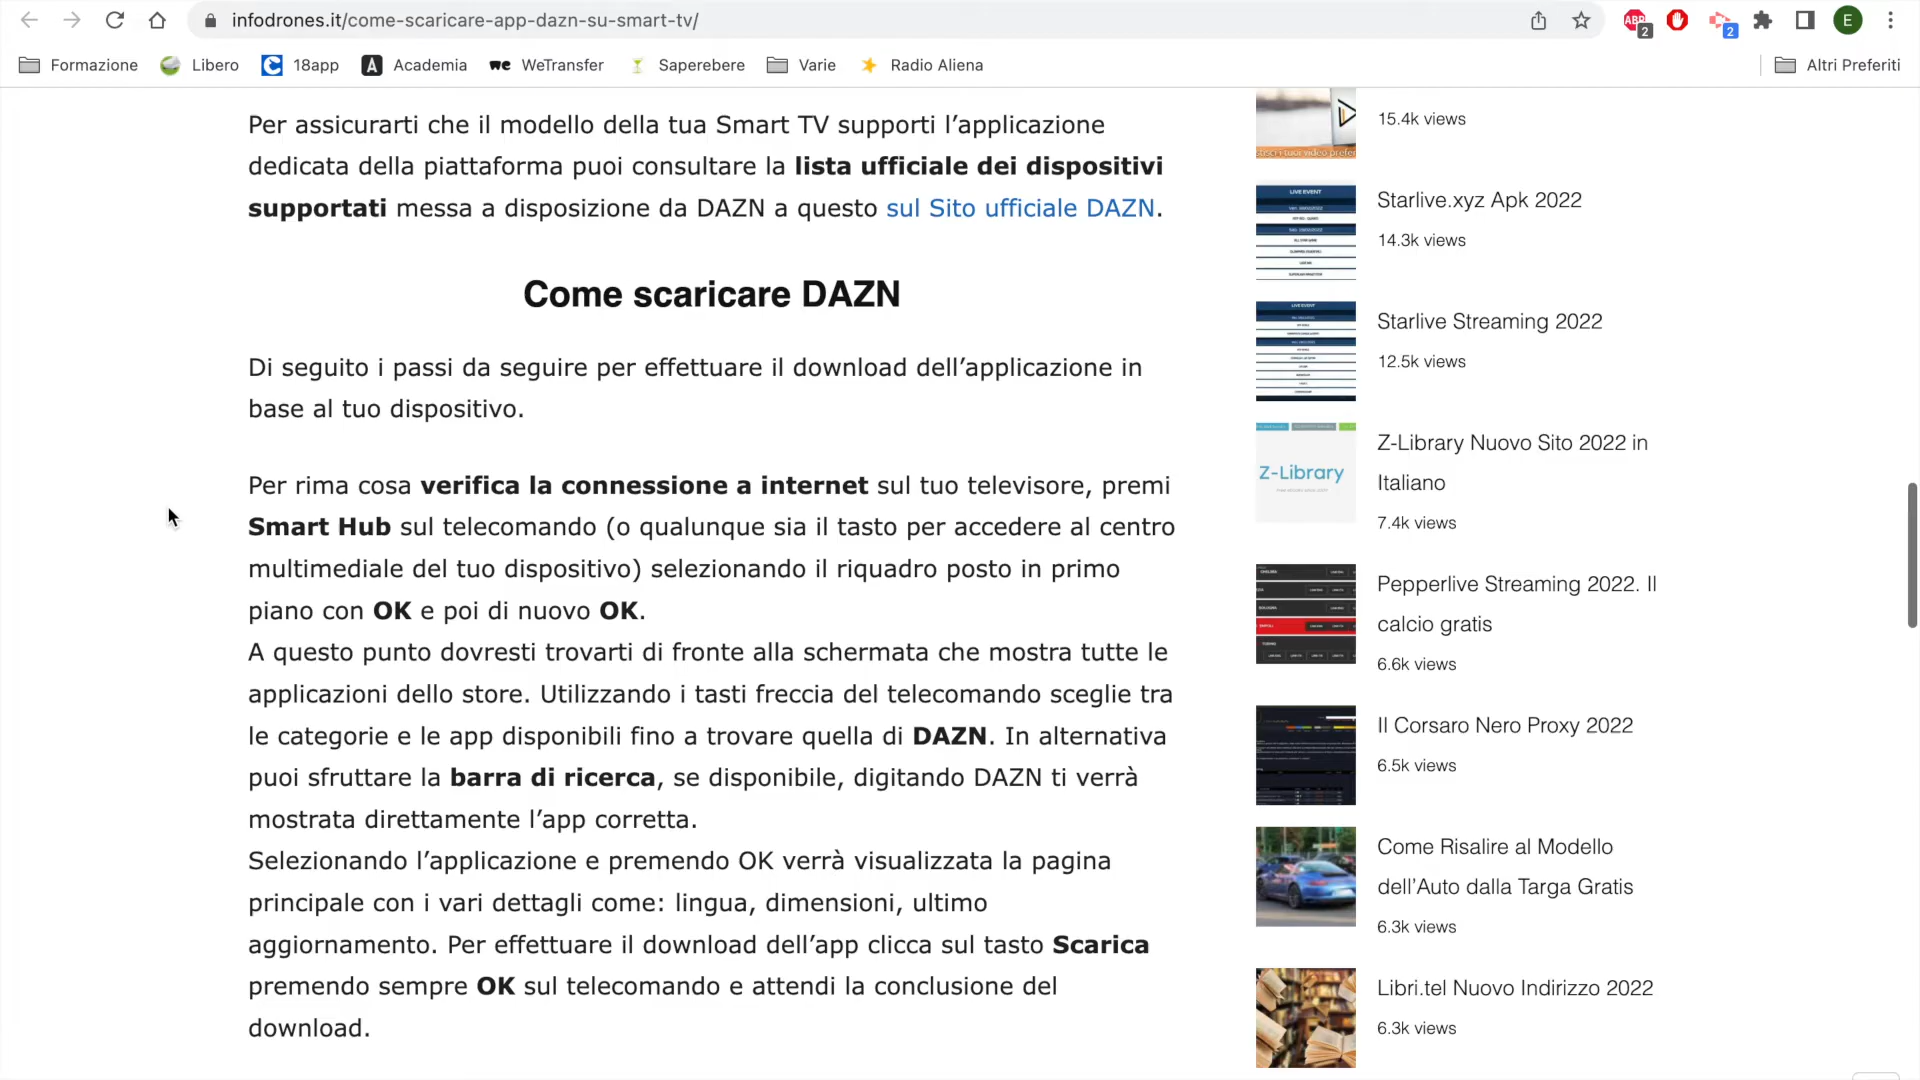 infodrones.it/come-scaricare-app-dazn-su-smart-tv/
ABP
2
2
E
Formazione
Libero
18app
Academia
WeTransfer
Saperebere
Varie
Radio Aliena
Altri Preferiti
Per assicurarti che il modello della tua Smart TV supporti l’applicazione
dedicata della piattaforma puoi consultare la lista ufficiale dei dispositivi
supportati messa a disposizione da DAZN a questo sul Sito ufficiale DAZN.
Come scaricare DAZN
Di seguito i passi da seguire per effettuare il download dell’applicazione in
base al tuo dispositivo.
Per rima cosa verifica la connessione a internet sul tuo televisore, premi
Smart Hub sul telecomando (o qualunque sia il tasto per accedere al centro
multimediale del tuo dispositivo) selezionando il riquadro posto in primo
piano con OK e poi di nuovo OK.
A questo punto dovresti trovarti di fronte alla schermata che mostra tutte le
applicazioni dello store. Utilizzando i tasti freccia del telecomando sceglie tra
le categorie e le app disponibili fino a trovare quella di DAZN. In alternativa
puoi sfruttare la barra di ricerca, se disponibile, digitando DAZN ti verrà
mostrata direttamente l’app corretta.
Selezionando l’applicazione e premendo OK verrà visualizzata la pagina
principale con i vari dettagli come: lingua, dimensioni, ultimo
aggiornamento. Per effettuare il download dell’app clicca sul tasto Scarica
premendo sempre OK sul telecomando e attendi la conclusione del
download.
15.4k views
LIVE EVENT
Starlive.xyz Apk 2022
14.3k views
LIVE EVENT
Starlive Streaming 2022
12.5k views
Z-Library
Z-Library Nuovo Sito 2022 in
Italiano
7.4k views
Pepperlive Streaming 2022. Il
calcio gratis
6.6k views
Il Corsaro Nero Proxy 2022
6.5k views
Come Risalire al Modello
dell’Auto dalla Targa Gratis
6.3k views
Libri.tel Nuovo Indirizzo 2022
6.3k views